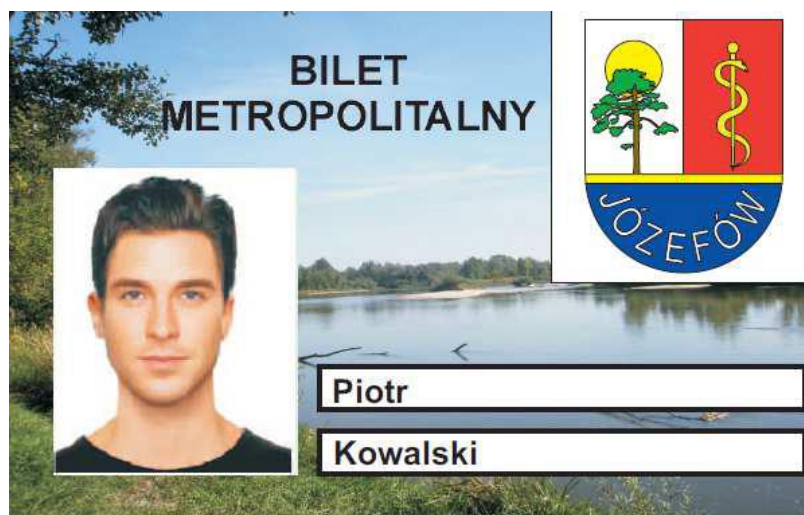 BILET
METROPOLITALNY
JÓZEFÓW
Piotr
Kowalski